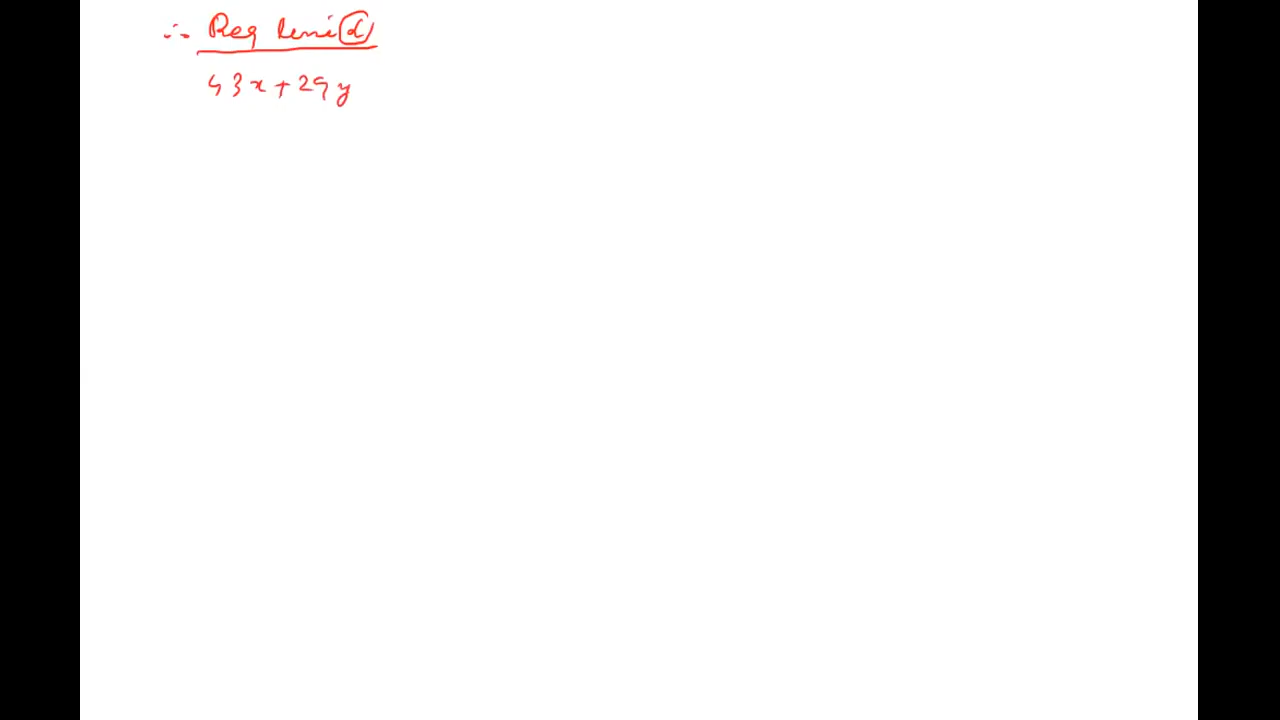 ∴ Req line (d)
43x + 29y